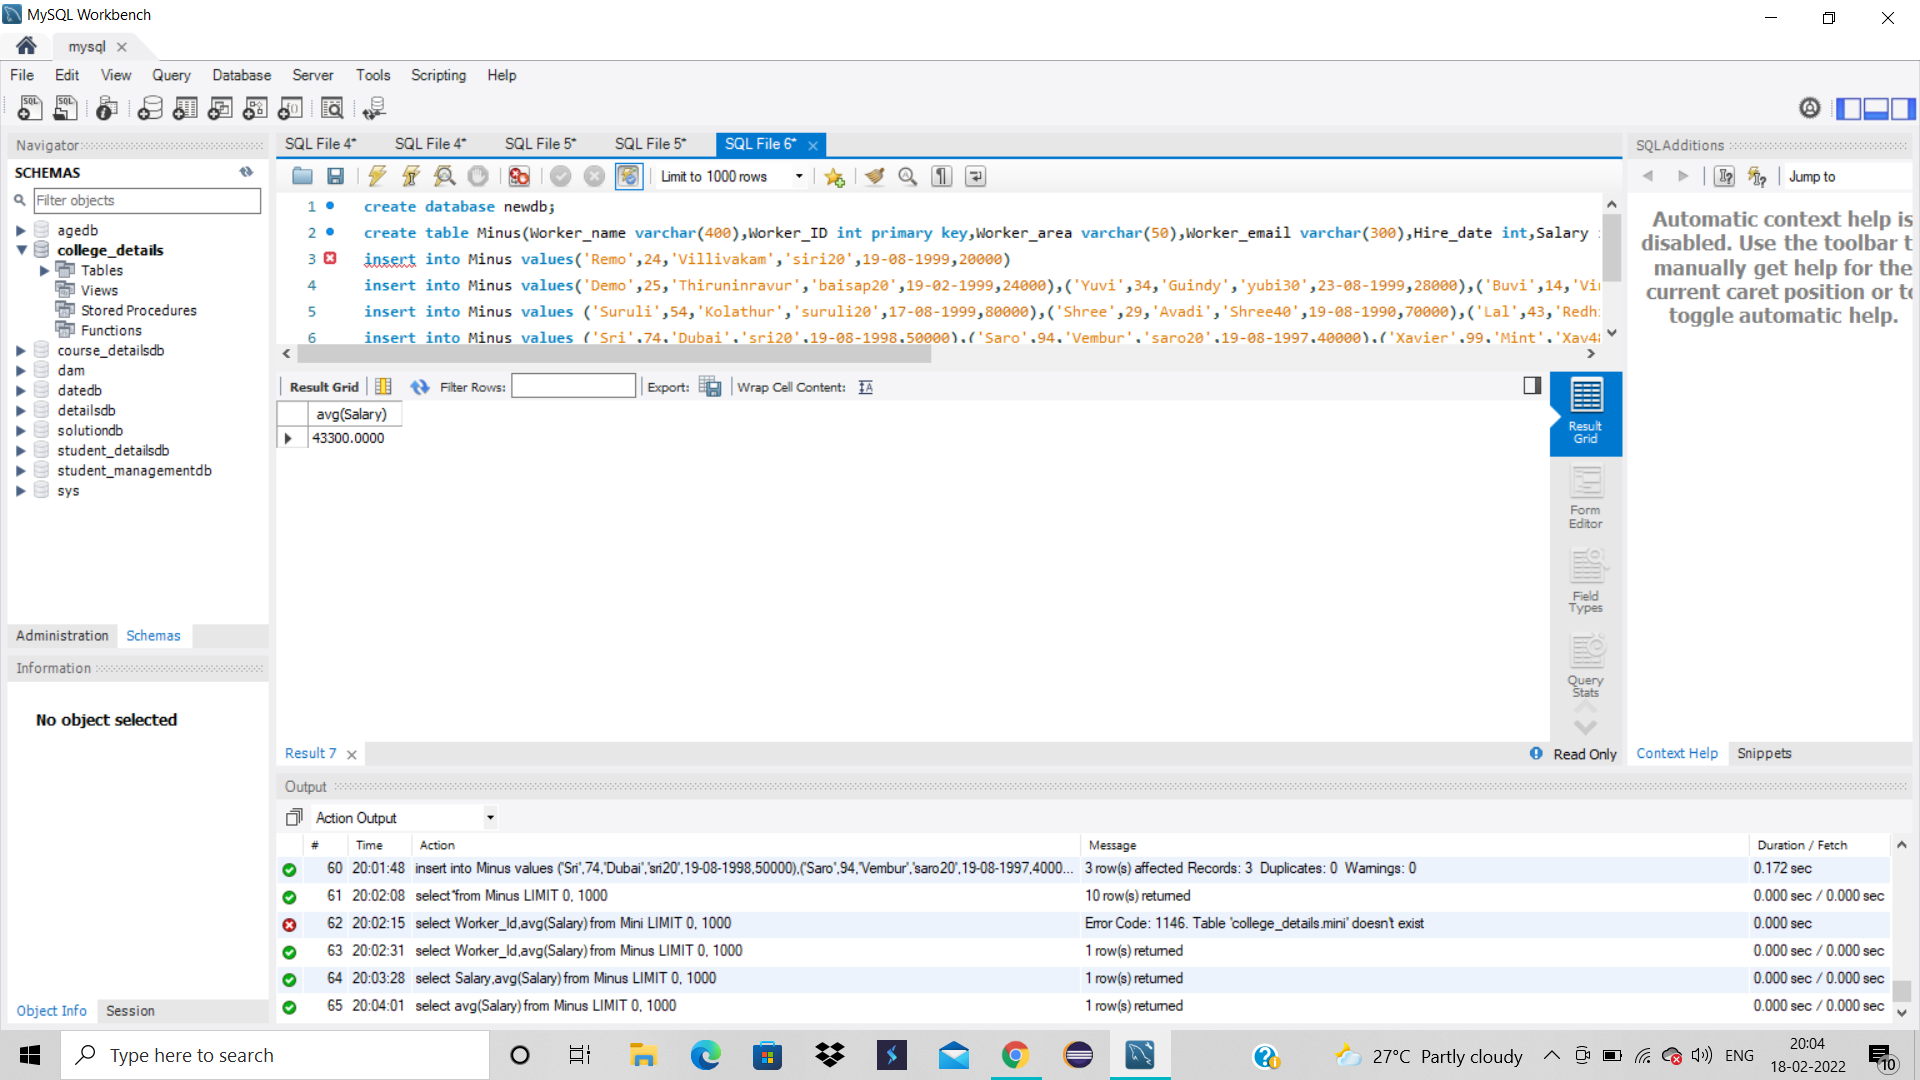 MySQL Workbench
mysql
File Edit View Query Database Server Tools Scripting Help
Navigator
SCHEMAS
Filter objects
agedb
college_details
Tables
Views
Stored Procedures
Functions
course_detailsdb
dam
datedb
detailsdb
solutiondb
student_detailsdb
student_managementdb
sys
Administration Schemas
Information
No object selected
Object Info Session
SQL File 4* SQL File 4* SQL File 5* SQL File 5* SQL File 6*
Limit to 1000 rows
1 create database newdb;
2 create table Minus(Worker_name varchar(400),Worker_ID int primary key,Worker_area varchar(50),Worker_email varchar(300),Hire_date int,Salary
3 insert into Minus values('Remo',24,'Villivakam','siri20',19-08-1999,20000)
4 insert into Minus values('Demo',25,'Thiruninravur','baisap20',19-02-1999,24000),('Yuvi',34,'Guindy','yubi30',23-08-1999,28000),('Buvi',14,'Vir
5 insert into Minus values ('Suruli',54,'Kolathur','suruli20',17-08-1999,80000),('Shree',29,'Avadi','Shree40',19-08-1990,70000),('Lal',43,'Redh
6 insert into Minus values ('Sri',74,'Dubai','sri20',19-08-1998,50000),('Saro',94,'Vembur','saro20',19-08-1997,40000),('Xavier',99,'Mint','Xav4
Result Grid Filter Rows: Export: Wrap Cell Content:
avg(Salary)
43300.0000
Result Grid
Form Editor
Field Types
Query Stats
Result 7
Read Only
SQLAdditions
Jump to
Automatic context help is
disabled. Use the toolbar t
manually get help for the
current caret position or to
toggle automatic help.
Context Help Snippets
Output
Action Output
# Time Action Message Duration / Fetch
60 20:01:48 insert into Minus values ('Sri',74,'Dubai','sri20',19-08-1998,50000),('Saro',94,'Vembur','saro20',19-08-1997,4000... 3 row(s) affected Records: 3 Duplicates: 0 Warnings: 0 0.172 sec
61 20:02:08 select*from Minus LIMIT 0, 1000 10 row(s) returned 0.000 sec / 0.000 sec
62 20:02:15 select Worker_Id,avg(Salary) from Mini LIMIT 0, 1000 Error Code: 1146. Table 'college_details.mini' doesn't exist 0.000 sec
63 20:02:31 select Worker_Id,avg(Salary) from Minus LIMIT 0, 1000 1 row(s) returned 0.000 sec / 0.000 sec
64 20:03:28 select Salary,avg(Salary) from Minus LIMIT 0, 1000 1 row(s) returned 0.000 sec / 0.000 sec
65 20:04:01 select avg(Salary) from Minus LIMIT 0, 1000 1 row(s) returned 0.000 sec / 0.000 sec
Type here to search
27°C Partly cloudy
ENG
20:04
18-02-2022
10